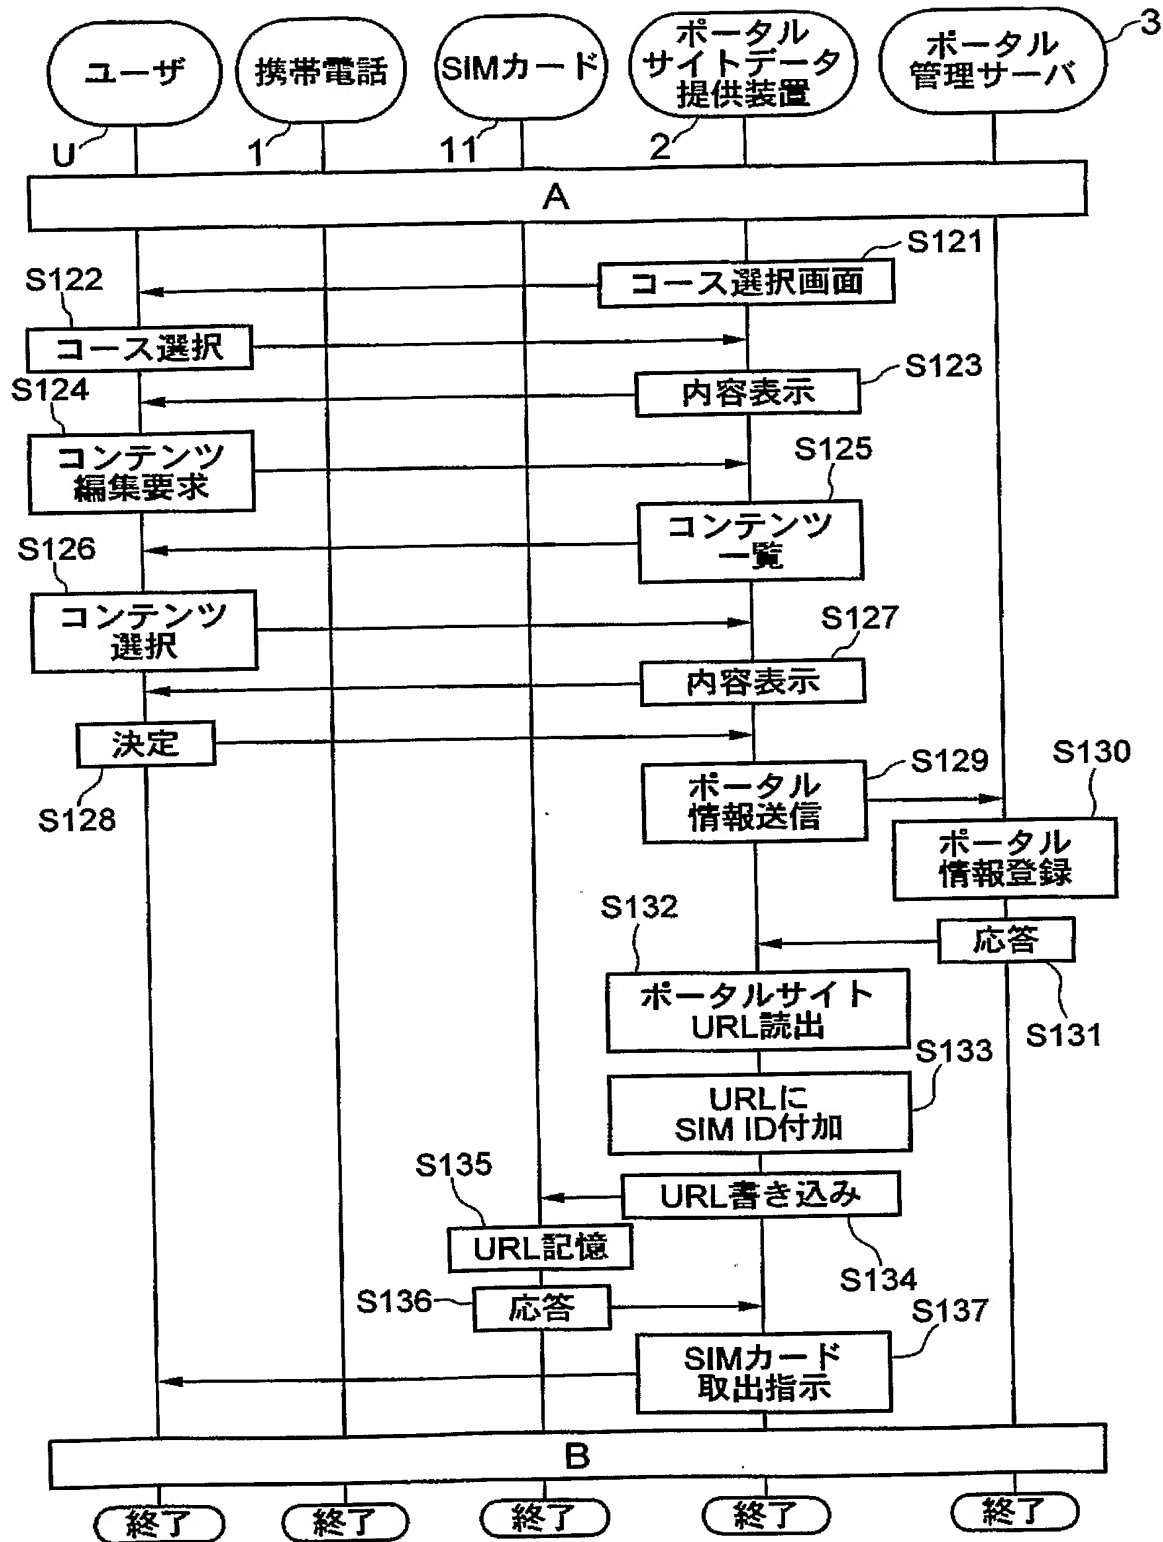 ユーザ
U
携帯電話
1
SIMカード
11
ポータル
サイトデータ
提供装置
2
ポータル
管理サーバ
3
A
S121
コース選択画面
S122
コース選択
S123
内容表示
S124
コンテンツ
編集要求
S125
コンテンツ
一覧
S126
コンテンツ
選択
S127
内容表示
決定
S128
ポータル
情報送信
S129
S130
ポータル
情報登録
応答
S131
S132
ポータルサイト
URL読出
S133
URLに
SIM ID付加
URL書き込み
S134
S135
URL記憶
S136
応答
S137
SIMカード
取出指示
B
終了
終了
終了
終了
終了